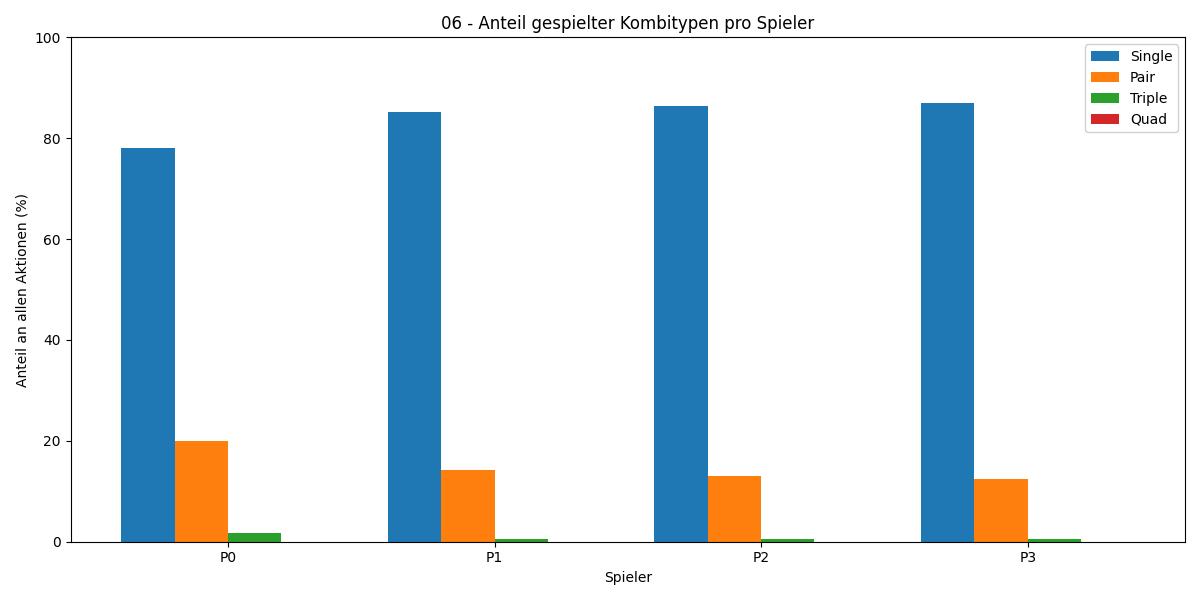 06 - Anteil gespielter Kombitypen pro Spieler
100
80
60
40
20
0
Anteil an allen Aktionen (%)
Single
Pair
Triple
Quad
P0
P1
P2
P3
Spieler